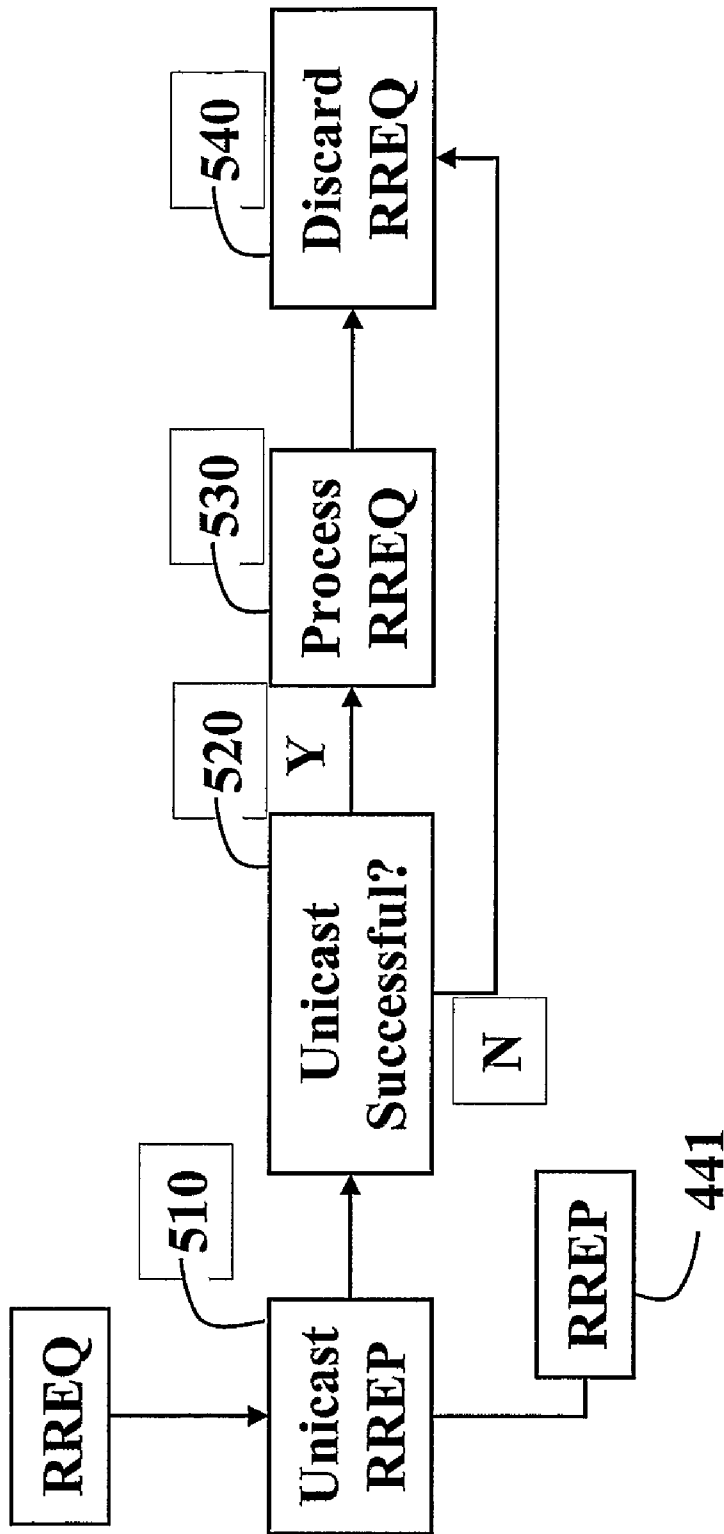 RREQ
510
Unicast
RREP
RREP
441
520
Unicast
Successful?
Y
N
530
Process
RREQ
540
Discard
RREQ